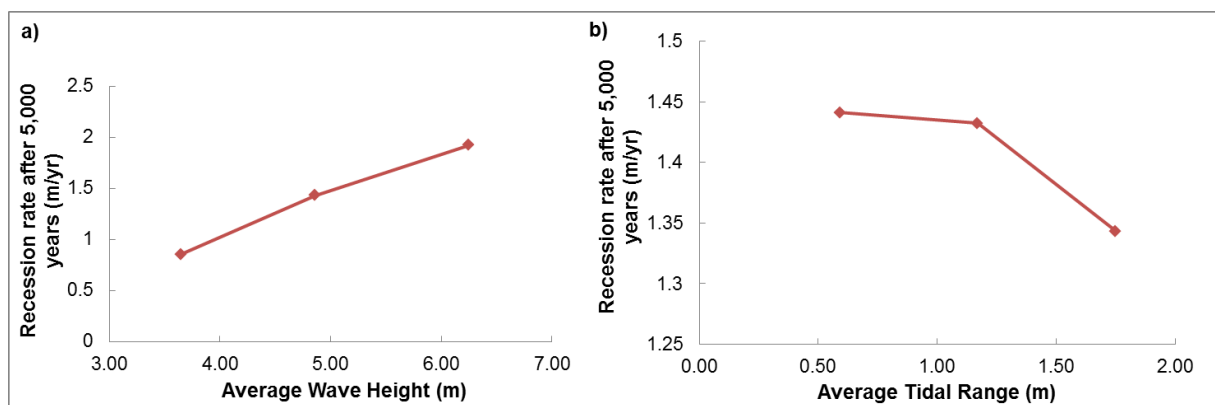 a)
Recession rate after 5,000
years (m/yr)
2.5
2
1.5
1
0.5
0
3.00 4.00 5.00 6.00 7.00
Average Wave Height (m)
b)
Recession rate after 5,000
years (m/yr)
1.5
1.45
1.4
1.35
1.3
1.25
0.00 0.50 1.00 1.50 2.00
Average Tidal Range (m)